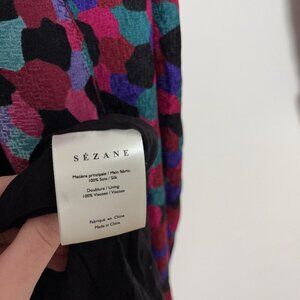 SÉZANE
Matière principale / Main fabric
100% Soie / Silk
Doublure / Lining
100% Viscose / Viscose
Fabriqué en Chine
Made in China